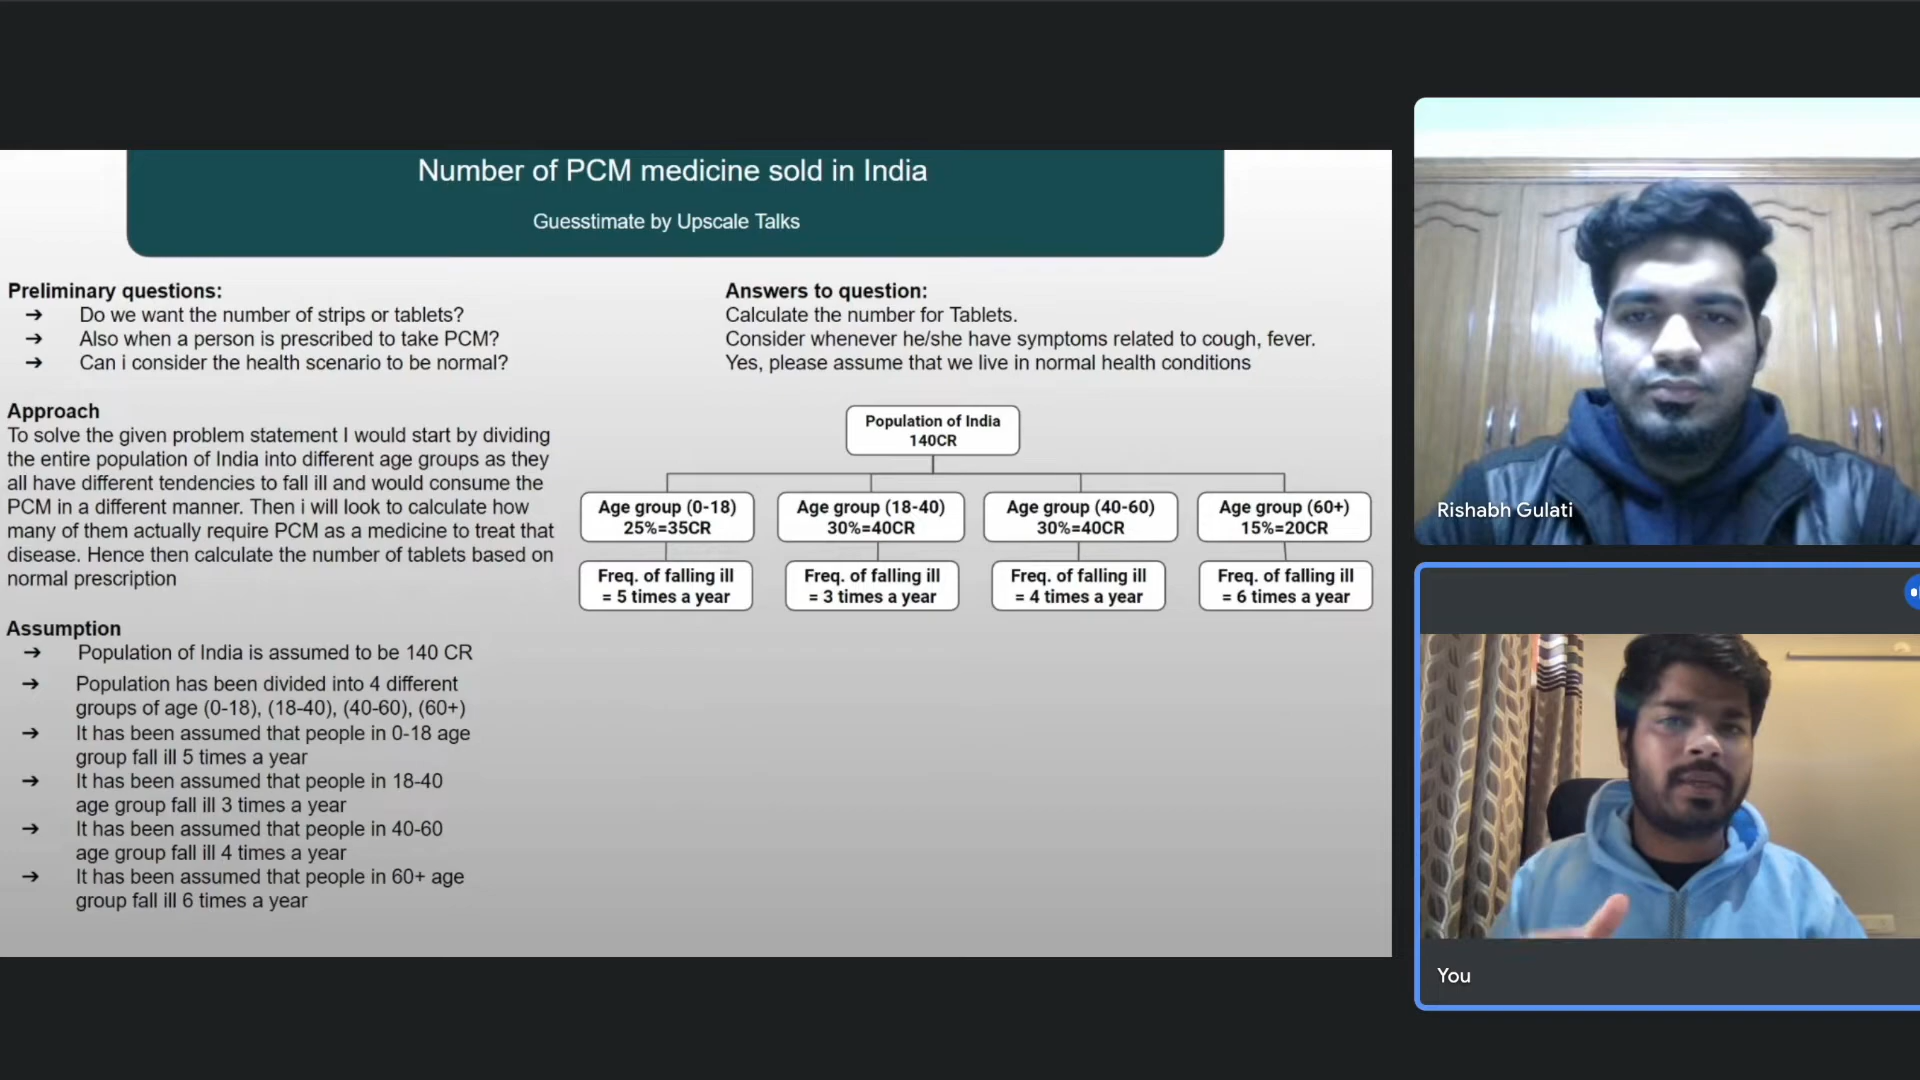 Number of PCM medicine sold in India
Guesstimate by Upscale Talks
Preliminary questions:
➔ Do we want the number of strips or tablets?
➔ Also when a person is prescribed to take PCM?
➔ Can i consider the health scenario to be normal?
Answers to question:
Calculate the number for Tablets.
Consider whenever he/she have symptoms related to cough, fever.
Yes, please assume that we live in normal health conditions
Approach
To solve the given problem statement I would start by dividing
the entire population of India into different age groups as they
all have different tendencies to fall ill and would consume the
PCM in a different manner. Then i will look to calculate how
many of them actually require PCM as a medicine to treat that
disease. Hence then calculate the number of tablets based on
normal prescription
Assumption
➔ Population of India is assumed to be 140 CR
➔ Population has been divided into 4 different
groups of age (0-18), (18-40), (40-60), (60+)
➔ It has been assumed that people in 0-18 age
group fall ill 5 times a year
➔ It has been assumed that people in 18-40
age group fall ill 3 times a year
➔ It has been assumed that people in 40-60
age group fall ill 4 times a year
➔ It has been assumed that people in 60+ age
group fall ill 6 times a year
Population of India
140CR
Age group (0-18)
25%=35CR
Age group (18-40)
30%=40CR
Age group (40-60)
30%=40CR
Age group (60+)
15%=20CR
Freq. of falling ill
= 5 times a year
Freq. of falling ill
= 3 times a year
Freq. of falling ill
= 4 times a year
Freq. of falling ill
= 6 times a year
Rishabh Gulati
You